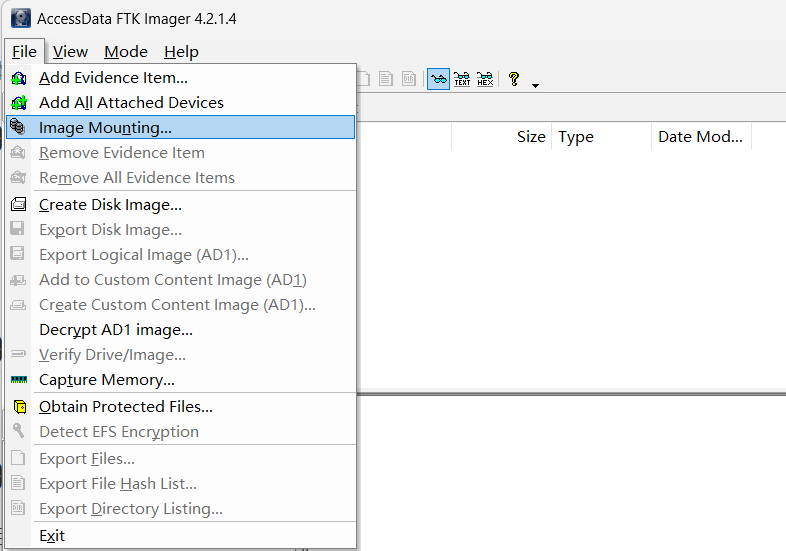 AccessData FTK Imager 4.2.1.4
File View Mode Help
Add Evidence Item...
Add All Attached Devices
Image Mounting...
Remove Evidence Item
Remove All Evidence Items
Create Disk Image...
Export Disk Image...
Export Logical Image (AD1)...
Add to Custom Content Image (AD1)
Create Custom Content Image (AD1)...
Decrypt AD1 image...
Verify Drive/Image...
Capture Memory...
Obtain Protected Files...
Detect EFS Encryption
Export Files...
Export File Hash List...
Export Directory Listing...
Exit
TEXT HEX ?
Size Type Date Mod...